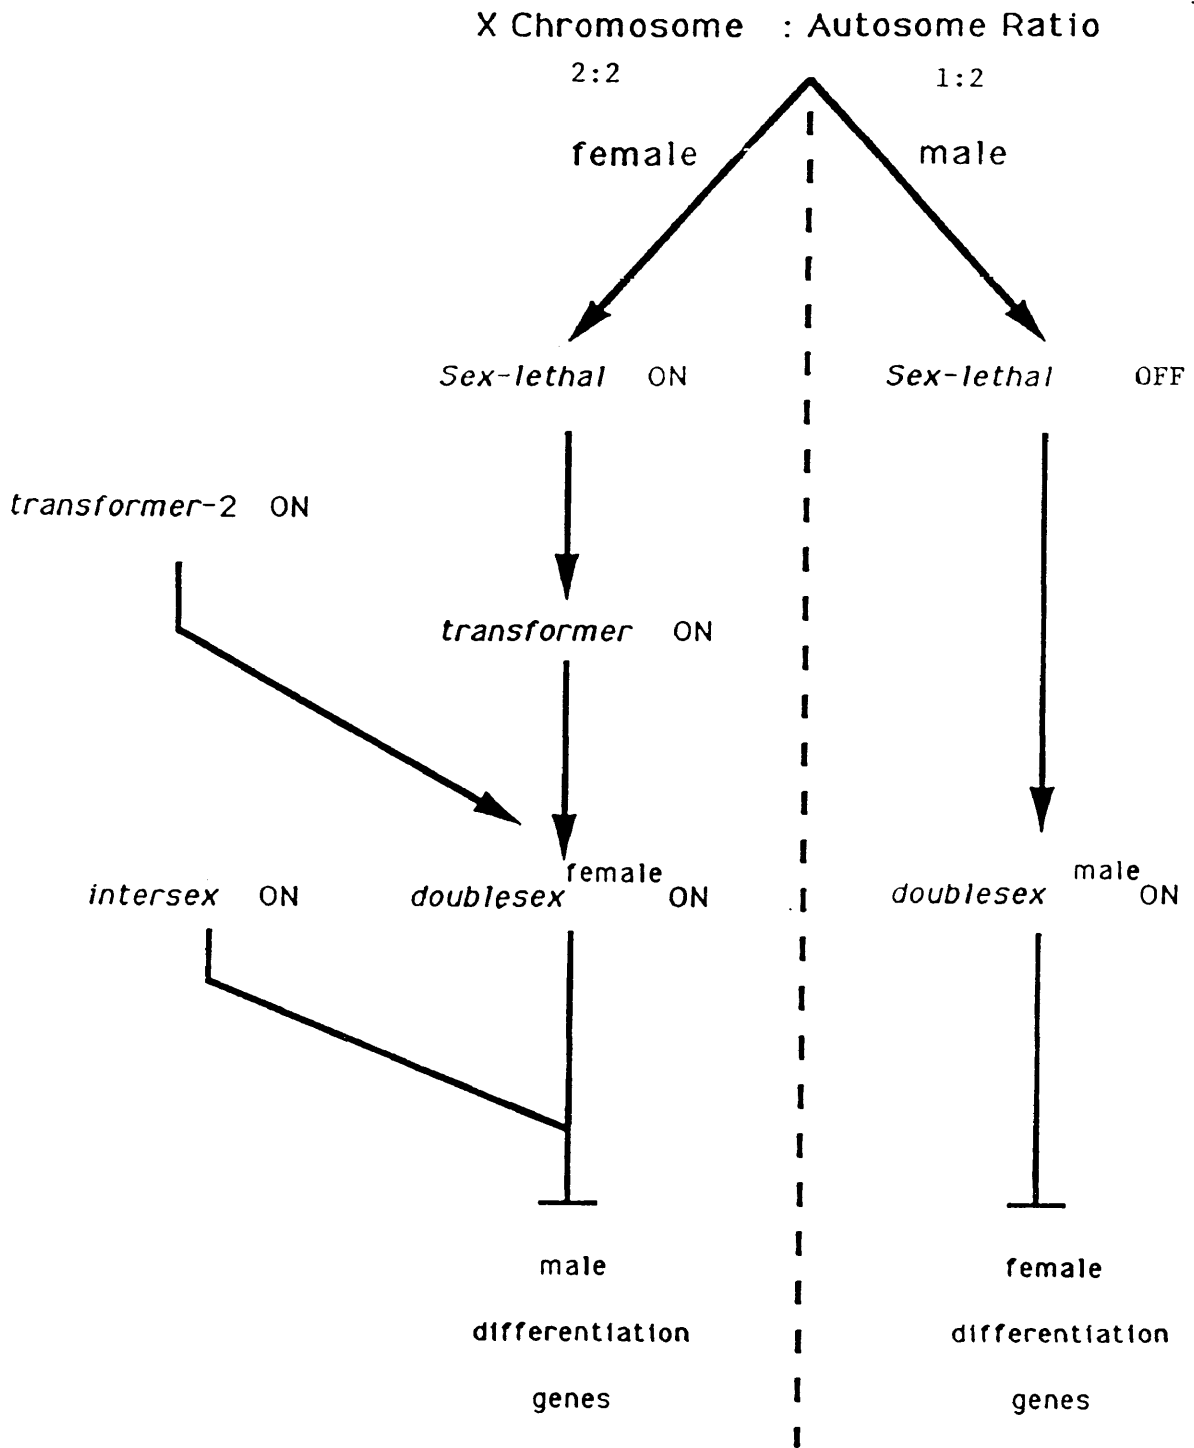 X Chromosome : Autosome Ratio
2:2 1:2
female male
Sex-lethal ON Sex-lethal OFF
transformer-2 ON
transformer ON
intersex ON doublesex female ON doublesex male ON
male female
differentiation differentiation
genes genes